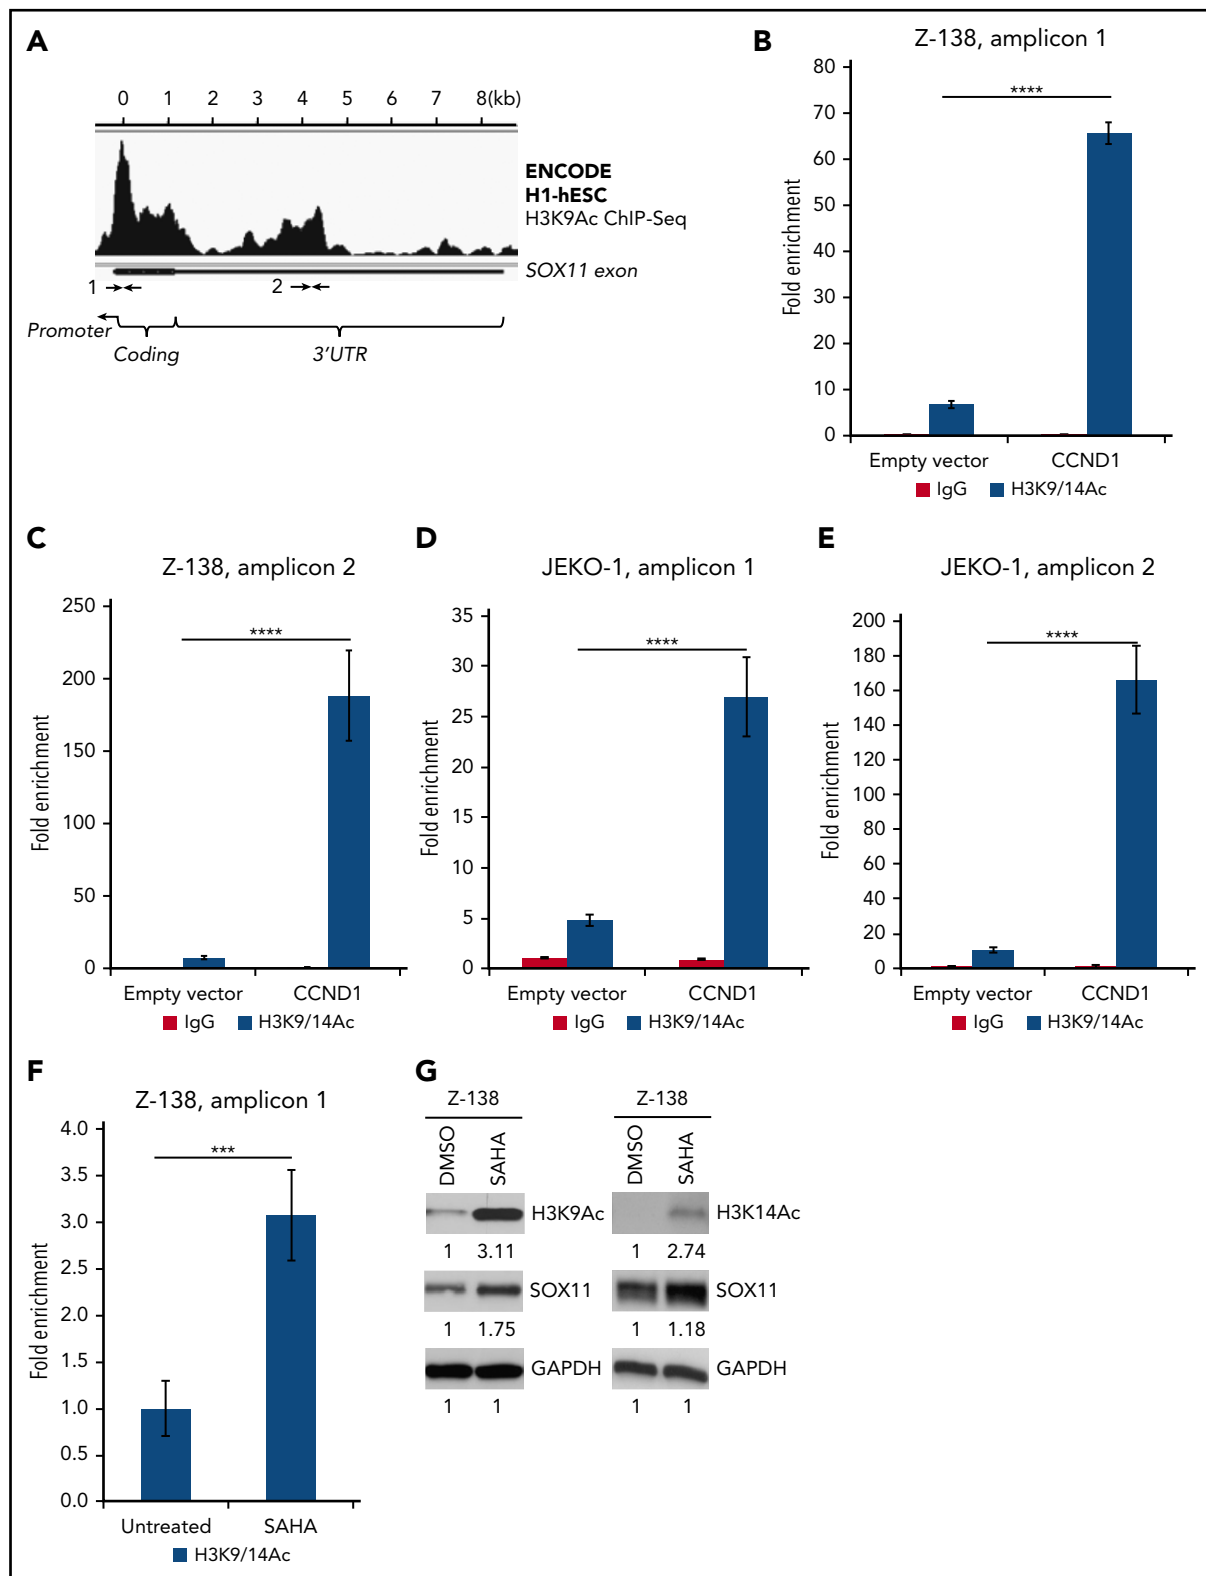 A
0 1 2 3 4 5 6 7 8(kb)
ENCODE
H1-hESC
H3K9Ac ChIP-Seq
SOX11 exon
1 2
Promoter
Coding 3'UTR
B
Z-138, amplicon 1
80
70
60
50
40
30
20
10
0
Fold enrichment
****
Empty vector CCND1
IgG H3K9/14Ac
C
Z-138, amplicon 2
250
200
150
100
50
0
Fold enrichment
****
Empty vector CCND1
IgG H3K9/14Ac
D
JEKO-1, amplicon 1
35
30
25
20
15
10
5
0
Fold enrichment
****
Empty vector CCND1
IgG H3K9/14Ac
E
JEKO-1, amplicon 2
200
180
160
140
120
100
80
60
40
20
0
Fold enrichment
****
Empty vector CCND1
IgG H3K9/14Ac
F
Z-138, amplicon 1
4.0
3.5
3.0
2.5
2.0
1.5
1.0
0.5
0.0
Fold enrichment
***
Untreated SAHA
H3K9/14Ac
G
Z-138
DMSO SAHA
H3K9Ac
1 3.11
SOX11
1 1.75
GAPDH
1 1
Z-138
DMSO SAHA
H3K14Ac
1 2.74
SOX11
1 1.18
GAPDH
1 1